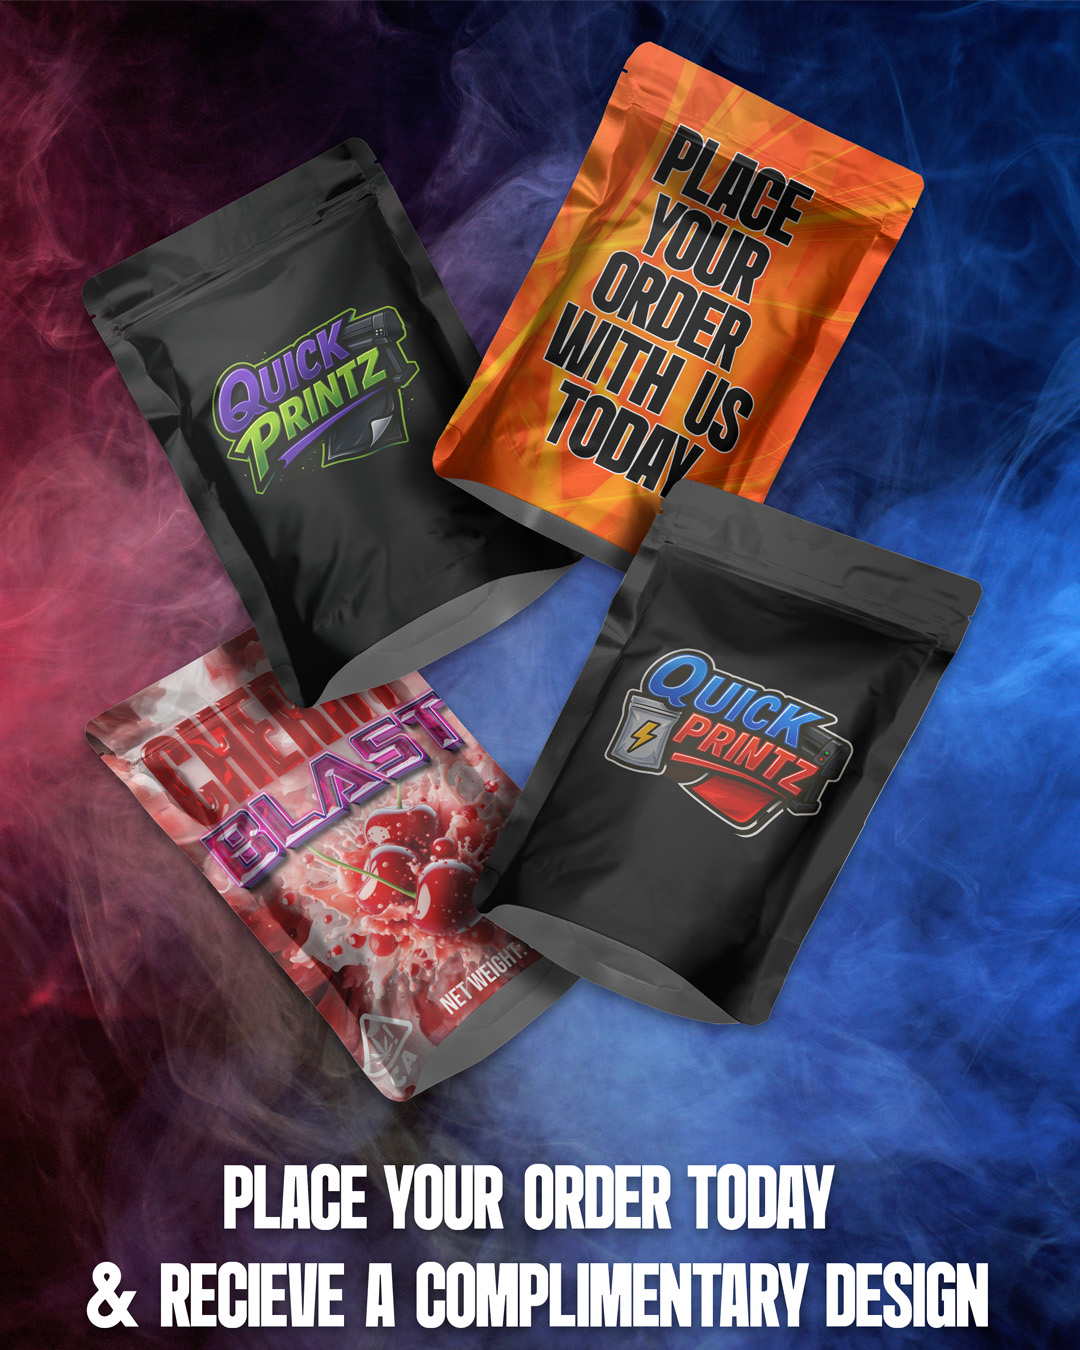 PLACE
YOUR
ORDER
WITH US
TODAY
QUICK
PRINTZ
QUICK
PRINTZ
BLAST
NET WEIGHT:
CA
PLACE YOUR ORDER TODAY
& RECIEVE A COMPLIMENTARY DESIGN